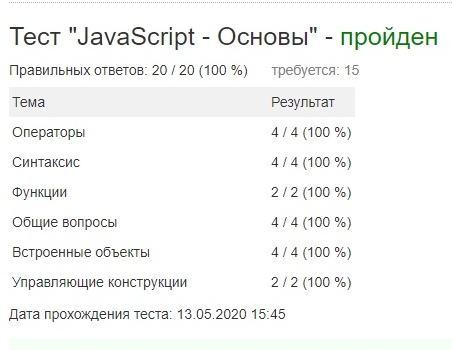 Тест "JavaScript - Основы" - пройден
Правильных ответов: 20 / 20 (100 %) требуется: 15
Тема Результат
Операторы 4 / 4 (100 %)
Синтаксис 4 / 4 (100 %)
Функции 2 / 2 (100 %)
Общие вопросы 4 / 4 (100 %)
Встроенные объекты 4 / 4 (100 %)
Управляющие конструкции 2 / 2 (100 %)
Дата прохождения теста: 13.05.2020 15:45